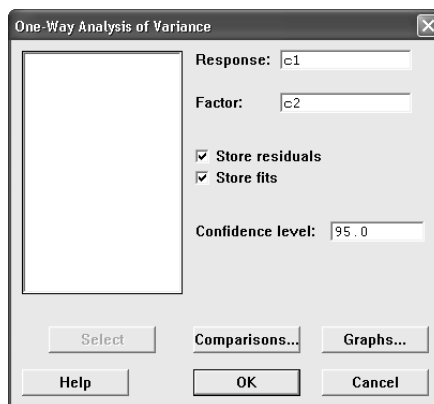 One-Way Analysis of Variance
Response: c1
Factor: c2
Store residuals
Store fits
Confidence level: 95.0
Select Comparisons... Graphs...
Help OK Cancel